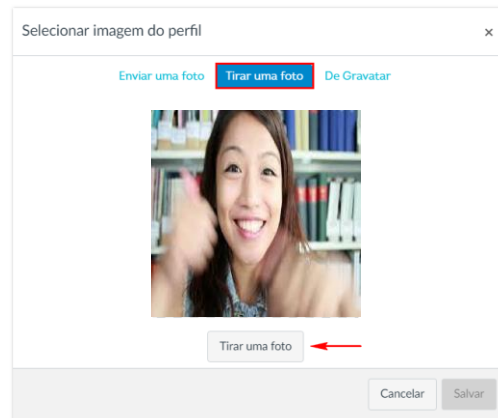 Selecionar imagem do perfil ×
Enviar uma foto Tirar uma foto De Gravatar
Tirar uma foto
Cancelar Salvar